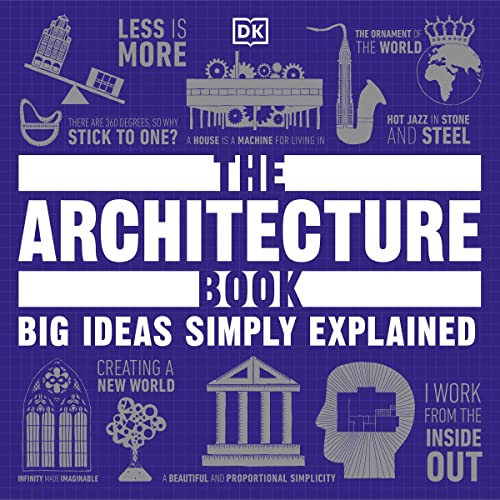 LESS IS
MORE
DK
THE ORNAMENT OF
THE WORLD
THERE ARE 360 DEGREES, SO WHY
STICK TO ONE?
A HOUSE IS A MACHINE FOR LIVING IN
HOT JAZZ IN STONE
AND STEEL
THE
ARCHITECTURE
BOOK
BIG IDEAS SIMPLY EXPLAINED
CREATING A
NEW WORLD
I WORK
FROM THE
INSIDE
OUT
INFINITY MADE IMAGINABLE
A BEAUTIFUL AND PROPORTIONAL SIMPLICITY